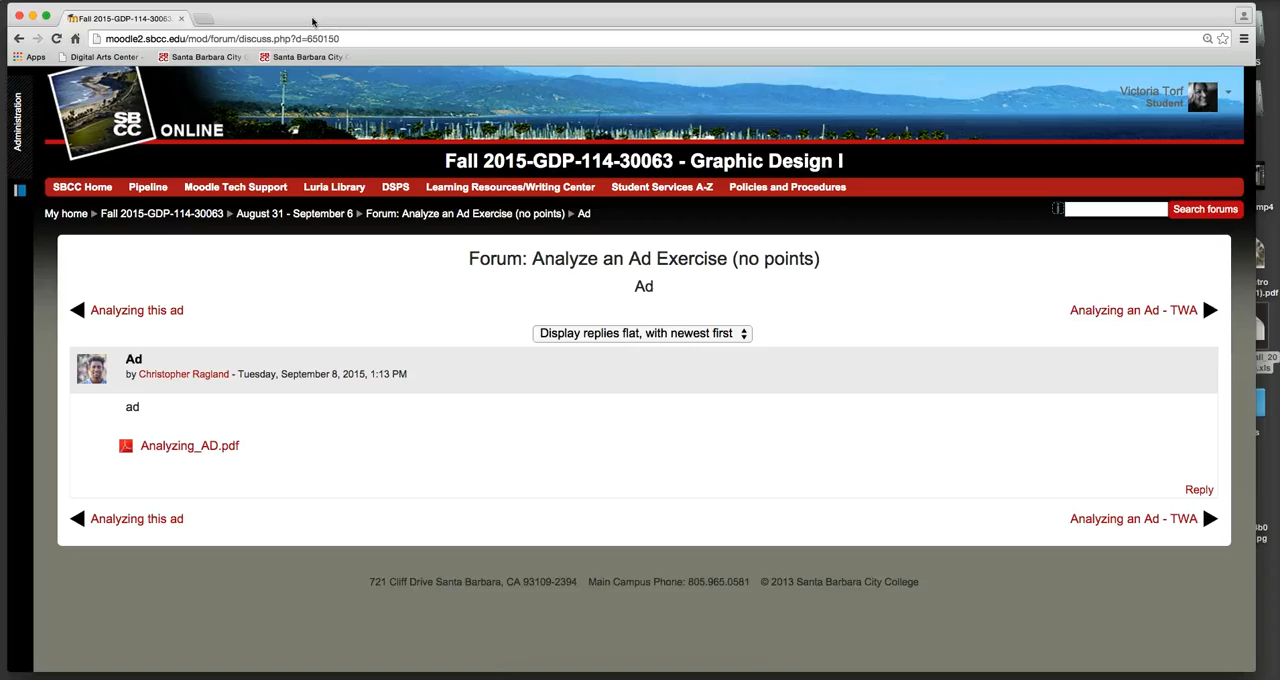 Fall 2015-GDP-114-30063
moodle2.sbcc.edu/mod/forum/discuss.php?d=650150
Apps Digital Arts Center Santa Barbara City Santa Barbara City
Administration
SB
CC ONLINE
Victoria Torf
Student
Fall 2015-GDP-114-30063 - Graphic Design I
SBCC Home Pipeline Moodle Tech Support Luria Library DSPS Learning Resources/Writing Center Student Services A-Z Policies and Procedures
My home Fall 2015-GDP-114-30063 August 31 - September 6 Forum: Analyze an Ad Exercise (no points) Ad
Search forums
Forum: Analyze an Ad Exercise (no points)
Ad
Analyzing this ad Analyzing an Ad - TWA
Display replies flat, with newest first
Ad
by Christopher Ragland - Tuesday, September 8, 2015, 1:13 PM
ad
Analyzing_AD.pdf
Reply
Analyzing this ad Analyzing an Ad - TWA
721 Cliff Drive Santa Barbara, CA 93109-2394 Main Campus Phone: 805.965.0581 © 2013 Santa Barbara City College